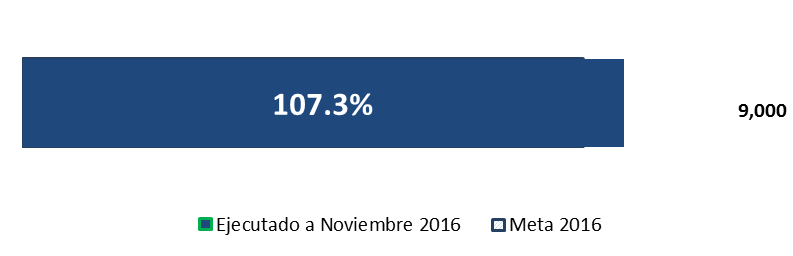 107.3%
9,000
Ejecutado a Noviembre 2016
Meta 2016